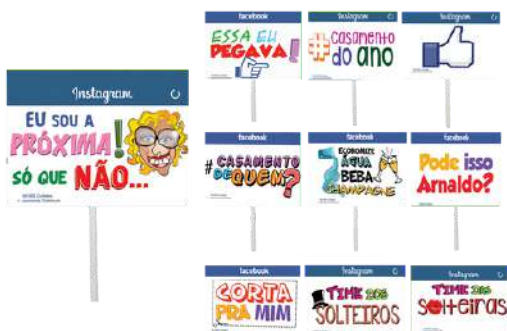 Instagram
EU SOU A
PRÓXIMA!
SÓ QUE NÃO...
facebook
ESSA EU
PEGAVA!
Instagram
#casamento
do ano
facebook
#CASAMENTO
DE QUEM?
facebook
ECONOMIZE
ÁGUA
BEBA
CHAMPAGNE
facebook
Pode isso
Arnaldo?
facebook
CORTA
PRA MIM
Instagram
TIME DOS
SOLTEIROS
Instagram
TIME DAS
Solteiras